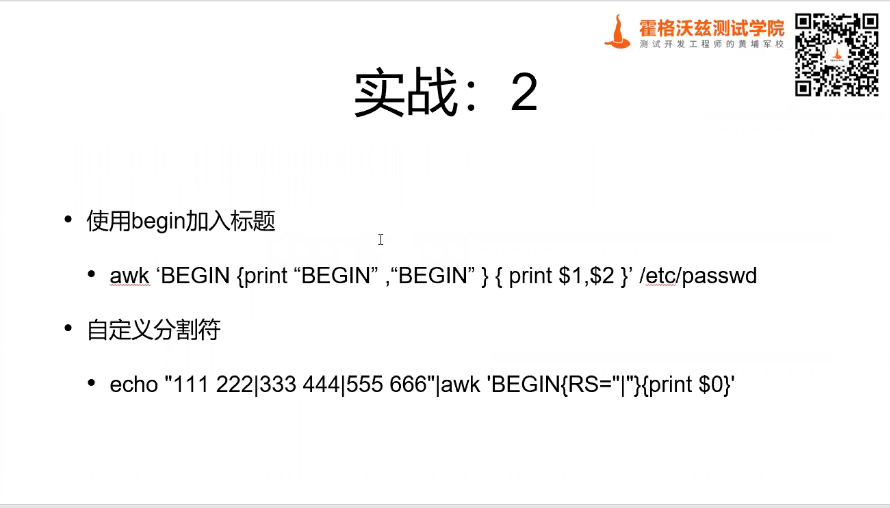 霍格沃兹测试学院
测试开发工程师的黄埔军校
实战：2
• 使用begin加入标题
• awk ‘BEGIN {print “BEGIN” ,“BEGIN” } { print $1,$2 }’ /etc/passwd
• 自定义分割符
• echo "111 222|333 444|555 666"|awk 'BEGIN{RS="|"}{print $0}'